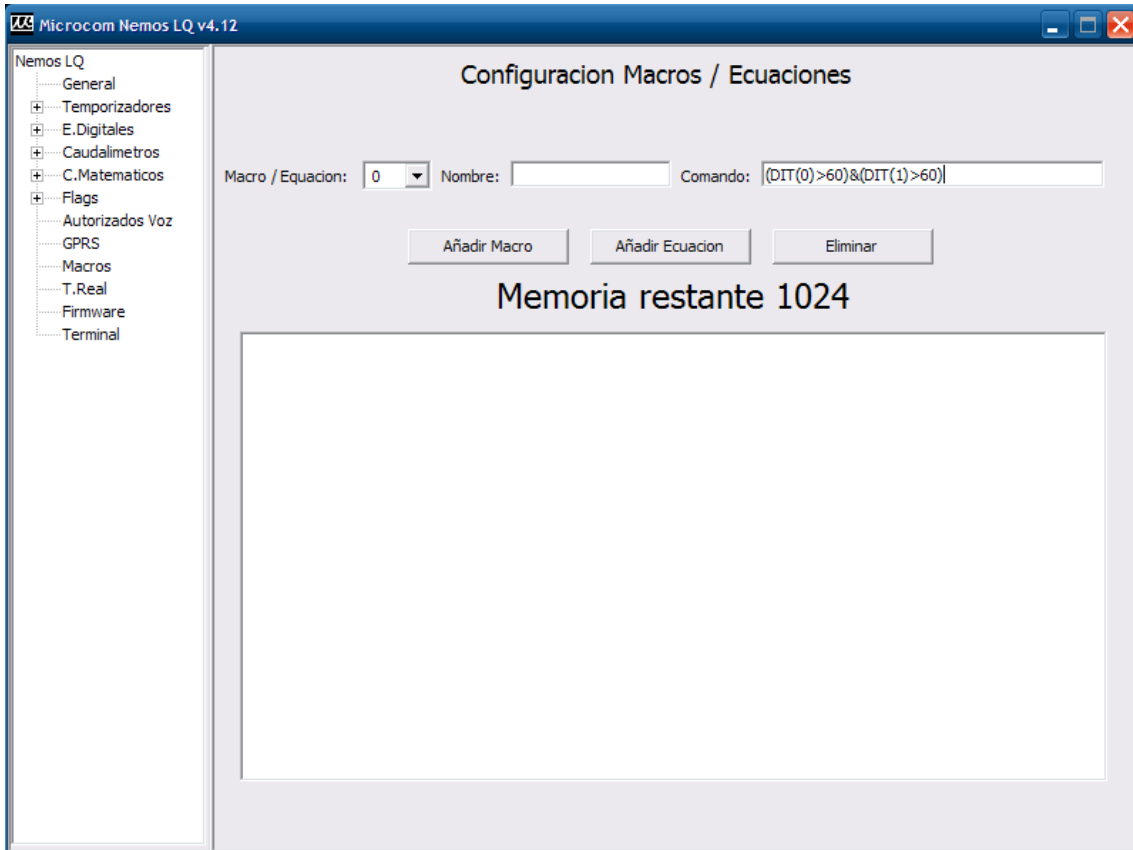 Microcom Nemos LQ v4.12
Nemos LQ
General
Temporizadores
E.Digitales
Caudalimetros
C.Matematicos
Flags
Autorizados Voz
GPRS
Macros
T.Real
Firmware
Terminal
Configuracion Macros / Ecuaciones
Macro / Equacion: 0 Nombre: Comando: (DIT(0)>60)&(DIT(1)>60)
Añadir Macro Añadir Ecuacion Eliminar
Memoria restante 1024